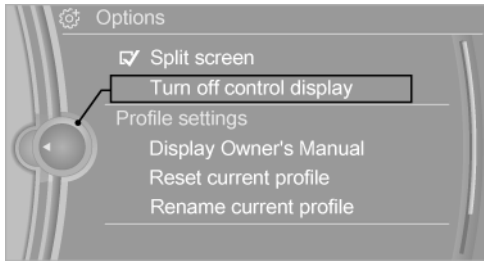 Options
Split screen
Turn off control display
Profile settings
Display Owner's Manual
Reset current profile
Rename current profile